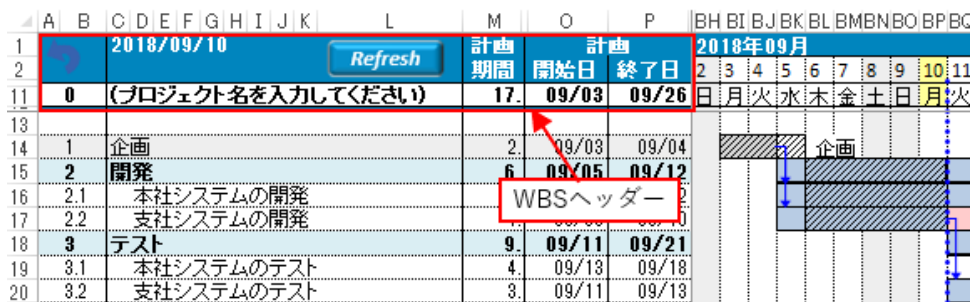 A B C D E F G H I J K L M O P BH BI BJ BK BL BM BN BO BP BQ
1 2018/09/10 Refresh 計画 計画 2018年09月
2 期間 開始日 終了日 2 3 4 5 6 7 8 9 10 11
11 0 (プロジェクト名を入力してください) 17. 09/03 09/26 日 月 火 水 木 金 土 日 月 火
13
14 1 企画 2. 09/03 09/04 企画
15 2 開発 6. 09/05 09/12
16 2.1 本社システムの開発
WBSヘッダー
17 2.2 支社システムの開発
18 3 テスト 9. 09/11 09/21
19 3.1 本社システムのテスト 4. 09/13 09/18
20 3.2 支社システムのテスト 3. 09/11 09/13